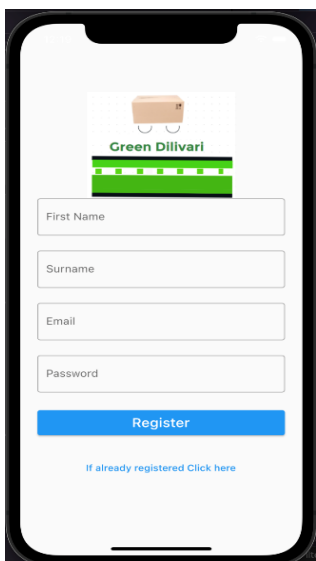 Green Dilivari
First Name
Surname
Email
Password
Register
If already registered Click here